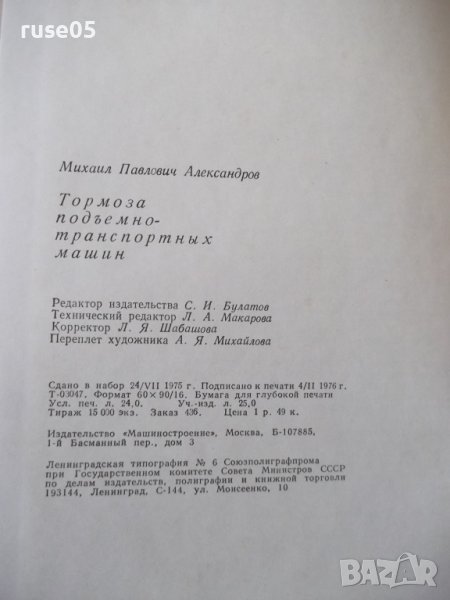 ruse05
Михаил Павлович Александров
Тормоза
подъемно-
транспортных
машин
Редактор издательства С. И. Булатов
Технический редактор Л. А. Макарова
Корректор Л. Я. Шабашова
Переплет художника А. Я. Михайлова
Сдано в набор 24/VII 1975 г. Подписано к печати 4/II 1976 г.
Т-03047. Формат 60×90/16. Бумага для глубокой печати
Усл. печ. л. 24,0. Уч.-изд. л. 25,0
Тираж 15 000 экз. Заказ 436. Цена 1 р. 49 к.
Издательство «Машиностроение», Москва, Б-107885,
1-й Басманный пер., дом 3
Ленинградская типография № 6 Союзполиграфпрома
при Государственном комитете Совета Министров СССР
по делам издательств, полиграфии и книжной торговли
193144, Ленинград, С-144, ул. Моисеенко, 10
BAZAR